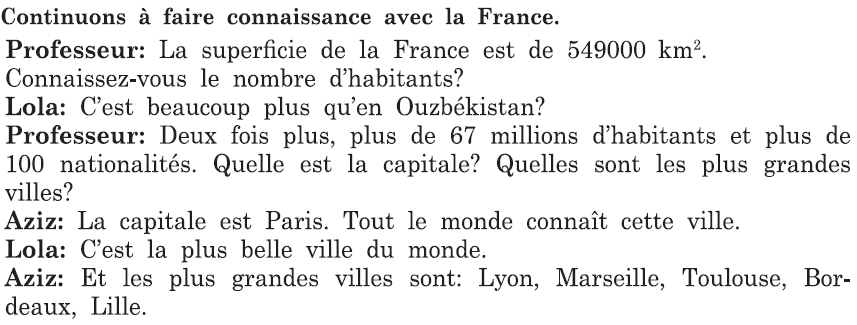 Continuons à faire connaissance avec la France.
Professeur: La superficie de la France est de 549000 km².
Connaissez-vous le nombre d'habitants?
Lola: C'est beaucoup plus qu'en Ouzbékistan?
Professeur: Deux fois plus, plus de 67 millions d'habitants et plus de
100 nationalités. Quelle est la capitale? Quelles sont les plus grandes
villes?
Aziz: La capitale est Paris. Tout le monde connaît cette ville.
Lola: C'est la plus belle ville du monde.
Aziz: Et les plus grandes villes sont: Lyon, Marseille, Toulouse, Bor-
deaux, Lille.